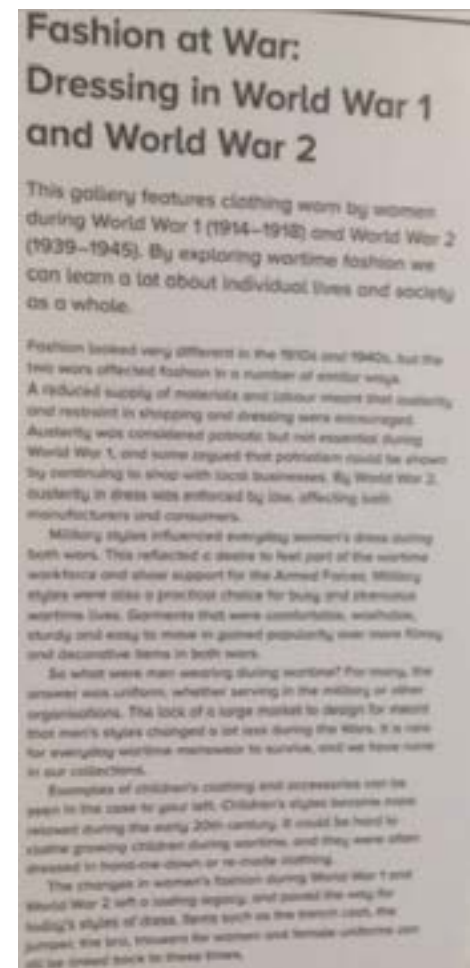 Fashion at War:
Dressing in World War 1
and World War 2
This gallery features clothing worn by women
during World War 1 (1914–1918) and World War 2
(1939–1945). By exploring wartime fashion we
can learn a lot about individual lives and society
as a whole.
Fashion looked very different in the 1910s and 1940s, but the
two wars affected fashion in a number of similar ways.
A reduced supply of materials and labour meant that austerity
and restraint in shopping and dressing were encouraged.
Austerity was considered patriotic but not essential during
World War 1, and some argued that patriotism could be shown
by continuing to shop with local businesses. By World War 2,
austerity in dress was enforced by law, affecting both
manufacturers and consumers.
Military styles influenced everyday women's dress during
both wars. This reflected a desire to feel part of the wartime
workforce and show support for the Armed Forces. Military
styles were also a practical choice for busy and strenuous
wartime lives. Garments that were comfortable, washable,
sturdy and easy to move in gained popularity over more flimsy
and decorative items in both wars.
So what were men wearing during wartime? For many, the
answer was uniform, whether serving in the military or other
organisations. The lack of a large market to design for meant
that men's styles changed a lot less during the Wars. It is rare
for everyday wartime menswear to survive, and we have none
in our collections.
Examples of children's clothing and accessories can be
seen in the case to your left. Children's styles became more
relaxed during the early 20th century. It could be hard to
clothe growing children during wartime, and they were often
dressed in hand-me-down or re-made clothing.
The changes in women's fashion during World War 1 and
World War 2 left a lasting legacy, and paved the way for
today's styles of dress. Items such as the trench coat, the
jumper, the bra, trousers for women and female uniforms can
all be traced back to these times.